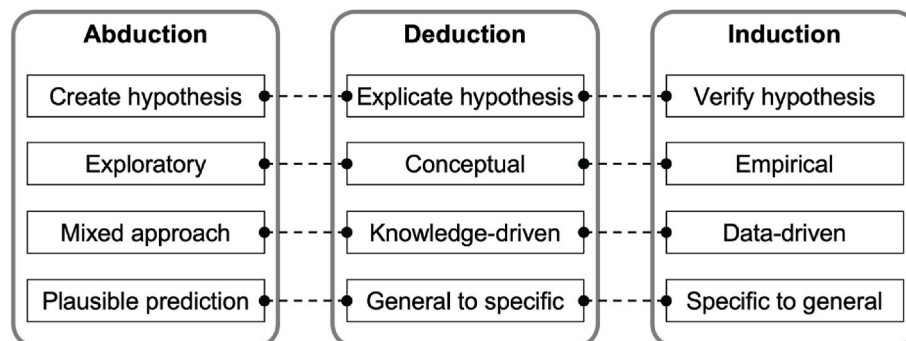 Abduction
Deduction
Induction
Create hypothesis
Explicate hypothesis
Verify hypothesis
Exploratory
Conceptual
Empirical
Mixed approach
Knowledge-driven
Data-driven
Plausible prediction
General to specific
Specific to general